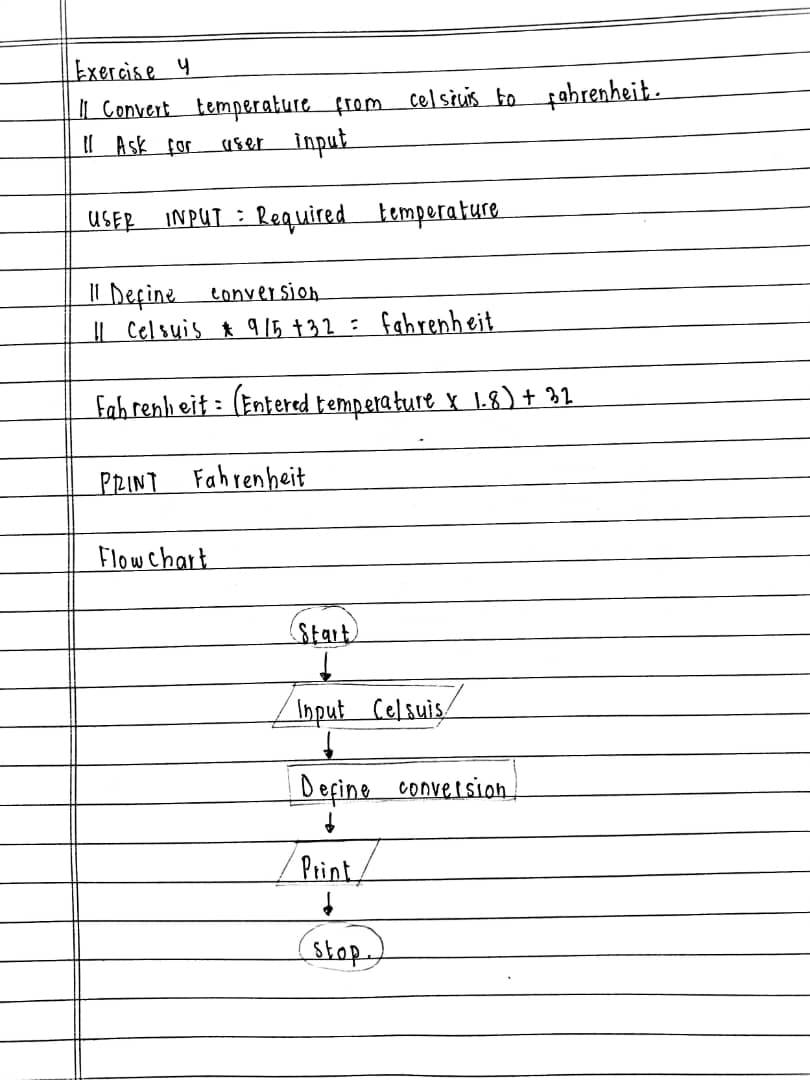 Exercise 4
// Convert temperature from celsiuis to fahrenheit.
// Ask for user input
USER INPUT = Required temperature
// Define conversion
// Celsuis * 9/5 + 32 = fahrenheit
Fahrenheit = (Entered temperature x 1.8) + 32
PRINT Fahrenheit
Flowchart
Start
Input Celsuis
Define conversion
Print
Stop.